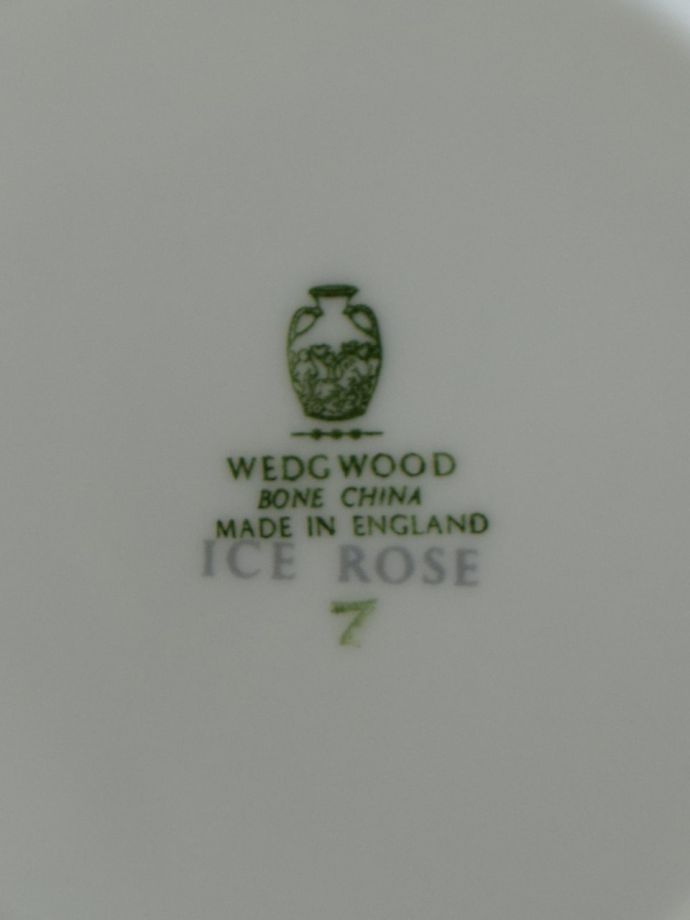 WEDGWOOD
BONE CHINA
MADE IN ENGLAND
ICE ROSE
7